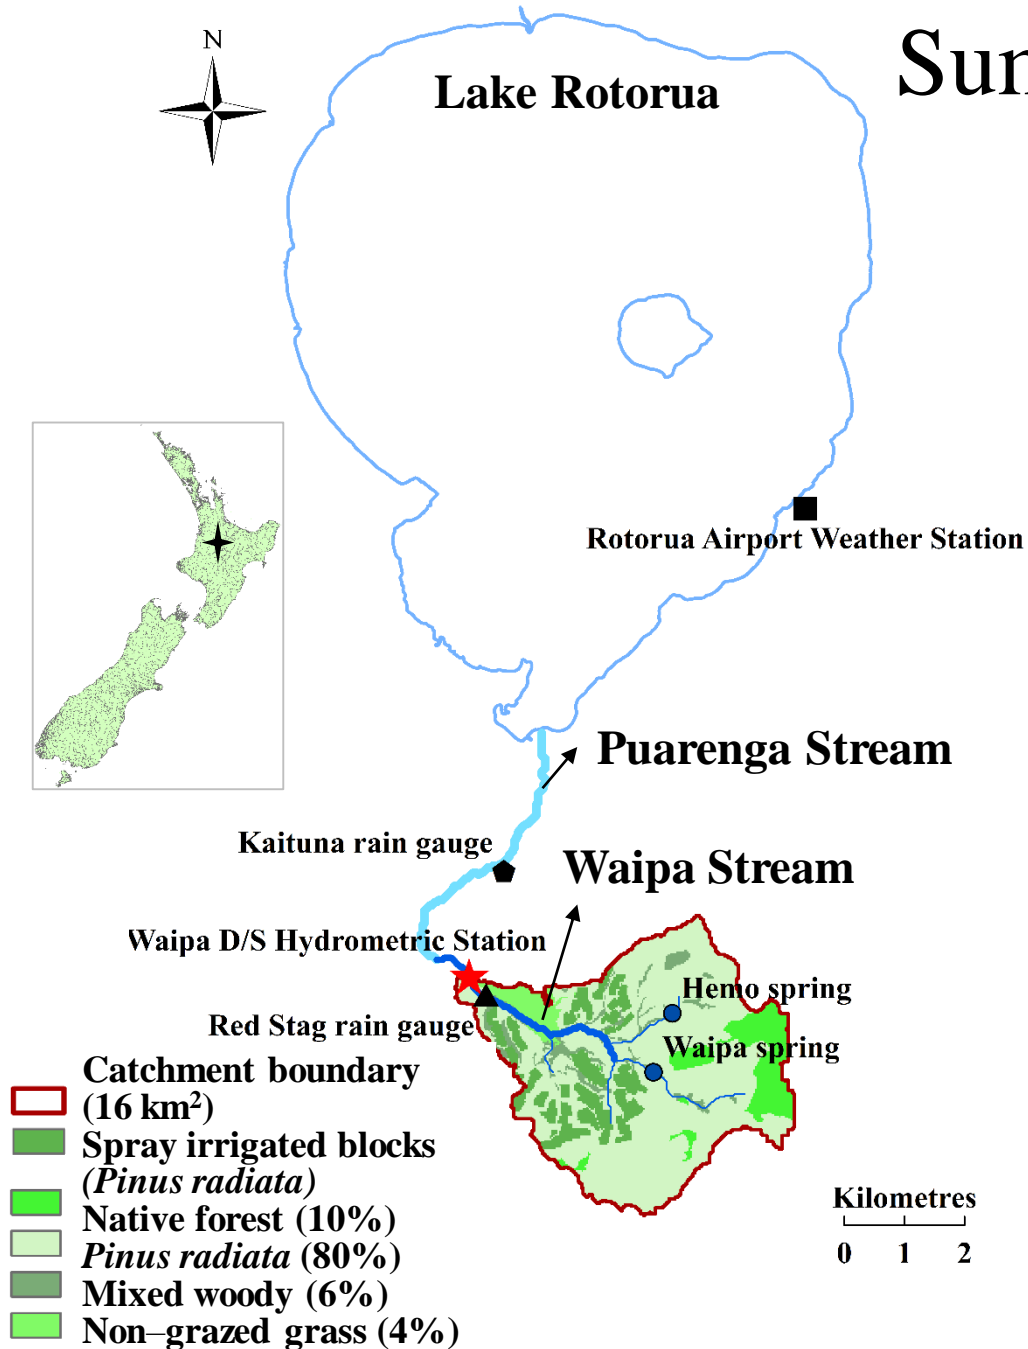 N
Lake Rotorua
Rotorua Airport Weather Station
Puarenga Stream
Kaituna rain gauge
Waipa Stream
Waipa D/S Hydrometric Station
Hemo spring
Red Stag rain gauge
Waipa spring
Catchment boundary
(16 km²)
Spray irrigated blocks
(Pinus radiata)
Native forest (10%)
Pinus radiata (80%)
Mixed woody (6%)
Non–grazed grass (4%)
Kilometres
0 1 2